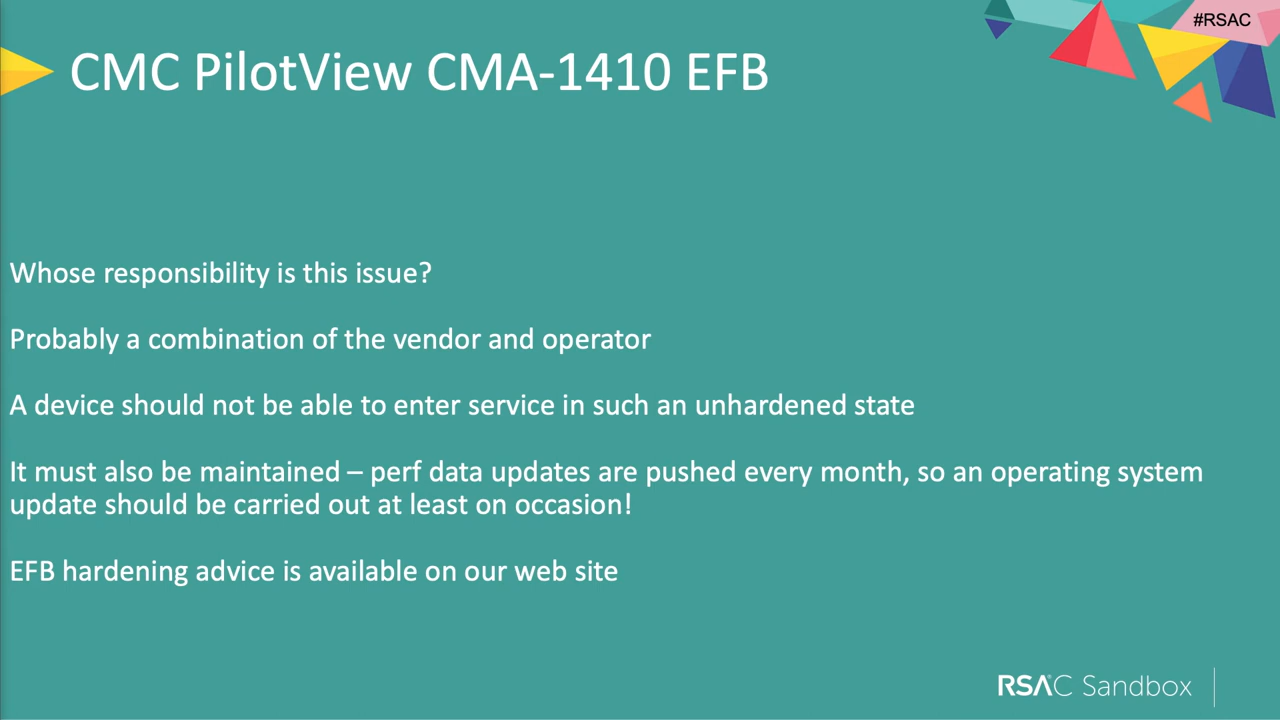 #RSAC
CMC PilotView CMA-1410 EFB
Whose responsibility is this issue?
Probably a combination of the vendor and operator
A device should not be able to enter service in such an unhardened state
It must also be maintained – perf data updates are pushed every month, so an operating system
update should be carried out at least on occasion!
EFB hardening advice is available on our web site
RSAC Sandbox